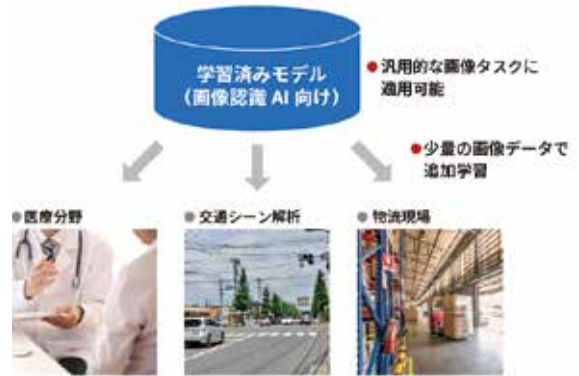 学習済みモデル
（画像認識 AI 向け）
●汎用的な画像タスクに
適用可能
●少量の画像データで
追加学習
●医療分野
●交通シーン解析
●物流現場